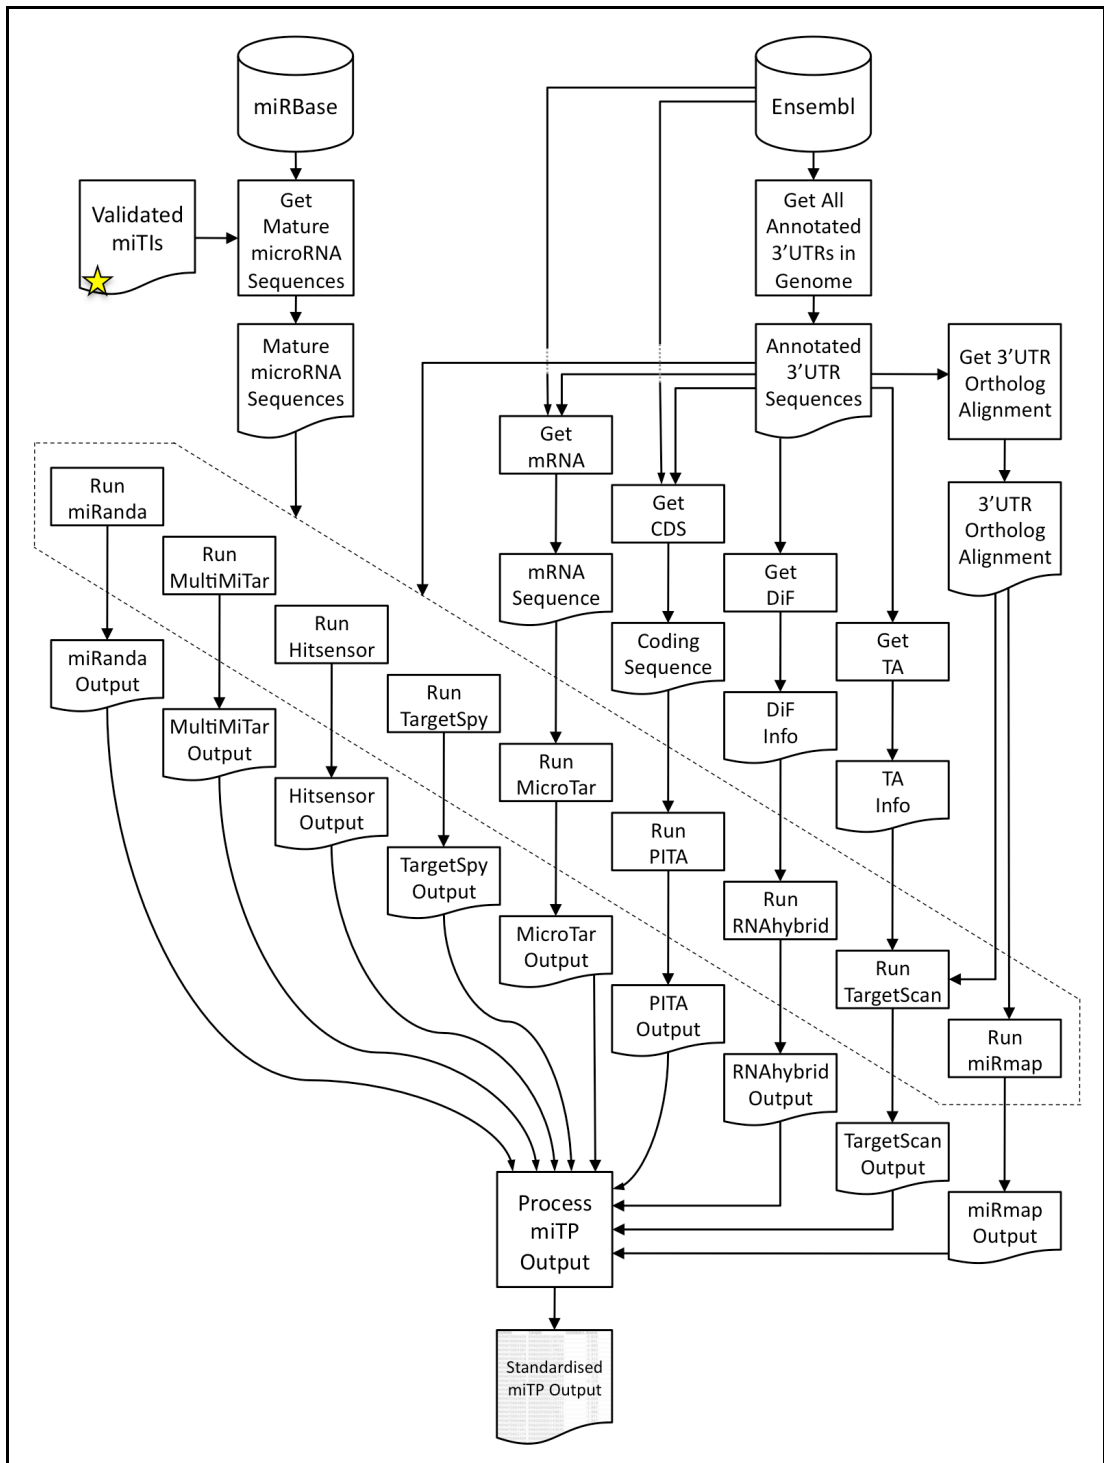 miRBase
Ensembl
Validated
miTIs
Get
Mature
microRNA
Sequences
Get All
Annotated
3'UTRs in
Genome
Mature
microRNA
Sequences
Annotated
3'UTR
Sequences
Get 3'UTR
Ortholog
Alignment
Get
mRNA
Run
miRanda
Get
CDS
3'UTR
Ortholog
Alignment
Run
MultiMiTar
mRNA
Sequence
Get
DiF
Run
Hitsensor
Coding
Sequence
Get
TA
miRanda
Output
Run
TargetSpy
DiF
Info
MultiMiTar
Output
Run
MicroTar
TA
Info
Hitsensor
Output
Run
PITA
TargetSpy
Output
Run
RNAhybrid
MicroTar
Output
Run
TargetScan
PITA
Output
Run
miRmap
RNAhybrid
Output
TargetScan
Output
Process
miTP
Output
miRmap
Output
Standardised
miTP Output